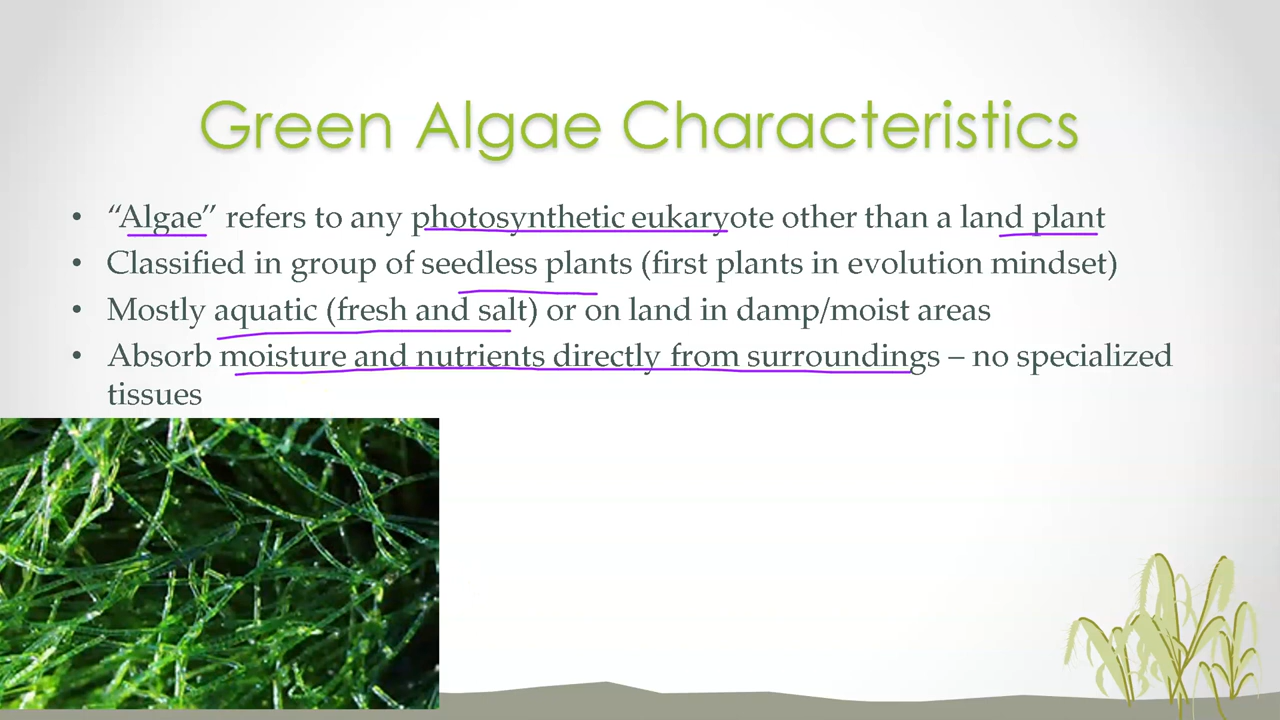 Green Algae Characteristics
• “Algae” refers to any photosynthetic eukaryote other than a land plant
• Classified in group of seedless plants (first plants in evolution mindset)
• Mostly aquatic (fresh and salt) or on land in damp/moist areas
• Absorb moisture and nutrients directly from surroundings – no specialized
tissues